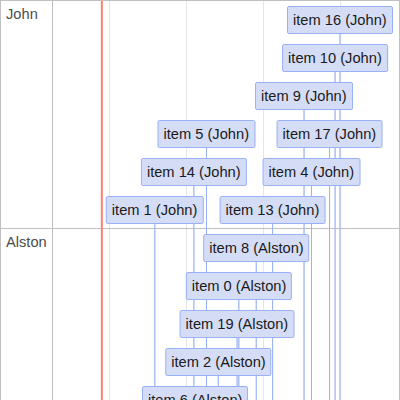 John
item 16 (John)
item 10 (John)
item 9 (John)
item 5 (John)
item 17 (John)
item 14 (John)
item 4 (John)
item 1 (John)
item 13 (John)
Alston
item 8 (Alston)
item 0 (Alston)
item 19 (Alston)
item 2 (Alston)
item 6 (Alston)